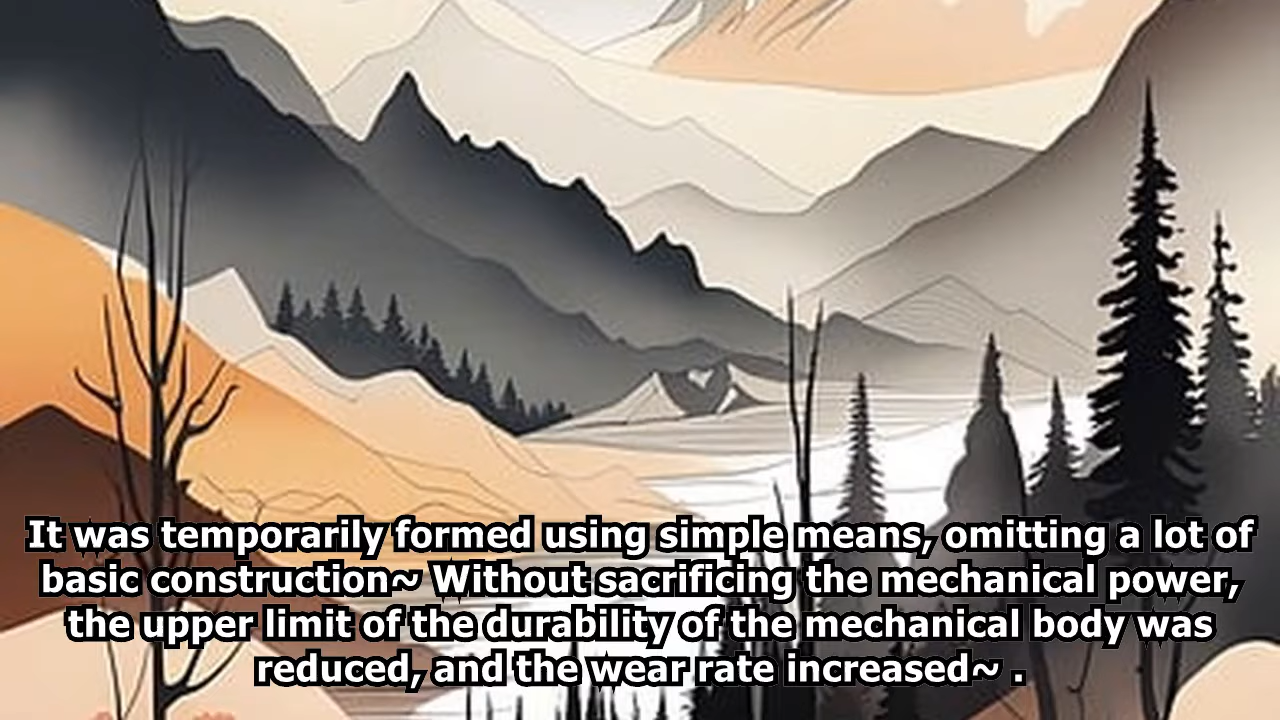 It was temporarily formed using simple means, omitting a lot of
basic construction~ Without sacrificing the mechanical power,
the upper limit of the durability of the mechanical body was
reduced, and the wear rate increased~ .